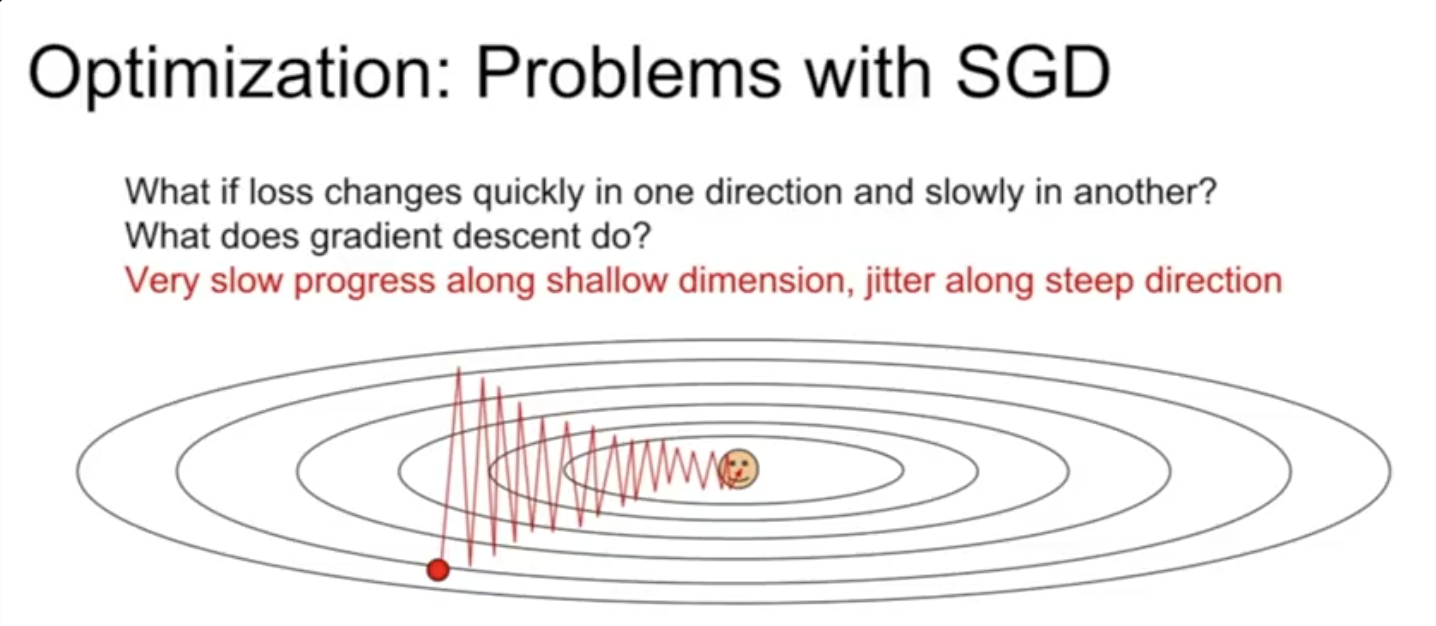 Optimization: Problems with SGD
What if loss changes quickly in one direction and slowly in another?
What does gradient descent do?
Very slow progress along shallow dimension, jitter along steep direction